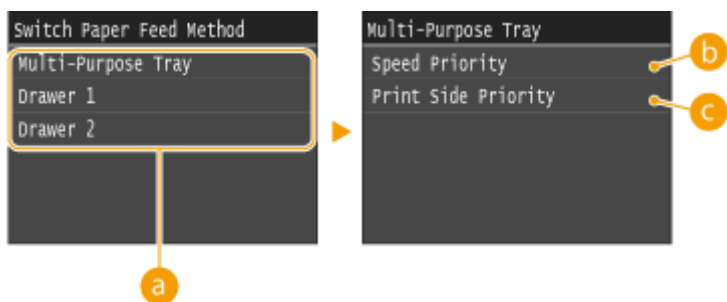 Switch Paper Feed Method
Multi-Purpose Tray
Drawer 1
Drawer 2
a
Multi-Purpose Tray
Speed Priority
b
Print Side Priority
c